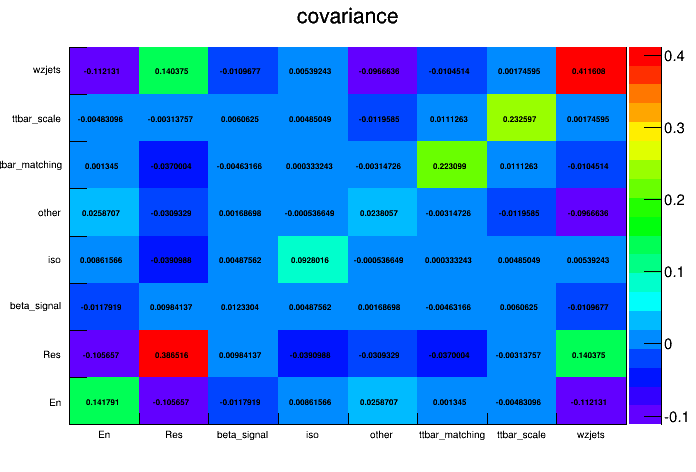 covariance
wzjets -0.112131 0.140375 -0.0109677 0.00539243 -0.0966636 -0.0104514 0.00174595 0.411608 0.4
ttbar_scale -0.00483096 -0.00313757 0.0060625 0.00485049 -0.0119585 0.0111263 0.232597 0.00174595 0.3
tbar_matching 0.001345 -0.0370004 -0.00463166 0.000333243 -0.00314726 0.223099 0.0111263 -0.0104514
other 0.0258707 -0.0309329 0.00168698 -0.000536649 0.0238057 -0.00314726 -0.0119585 -0.0966636 0.2
iso 0.00861566 -0.0390988 0.00487562 0.0928016 -0.000536649 0.000333243 0.00485049 0.00539243 0.1
beta_signal -0.0117919 0.00984137 0.0123304 0.00487562 0.00168698 -0.00463166 0.0060625 -0.0109677
Res -0.105657 0.385516 0.00984137 -0.0390988 -0.0309329 -0.0370004 -0.00313757 0.140375 0
En 0.141791 -0.105657 -0.0117919 0.00861566 0.0258707 0.001345 -0.00483096 -0.112131 -0.1
En Res beta_signal iso other ttbar_matching ttbar_scale wzjets